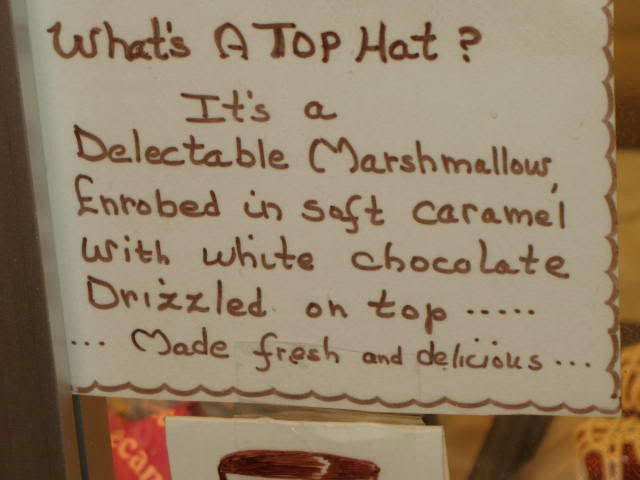 What's A Top Hat?
It's a
Delectable Marshmallow,
Enrobed in soft caramel
with white chocolate
Drizzled on top .....
... Made fresh and delicious ...
ecan